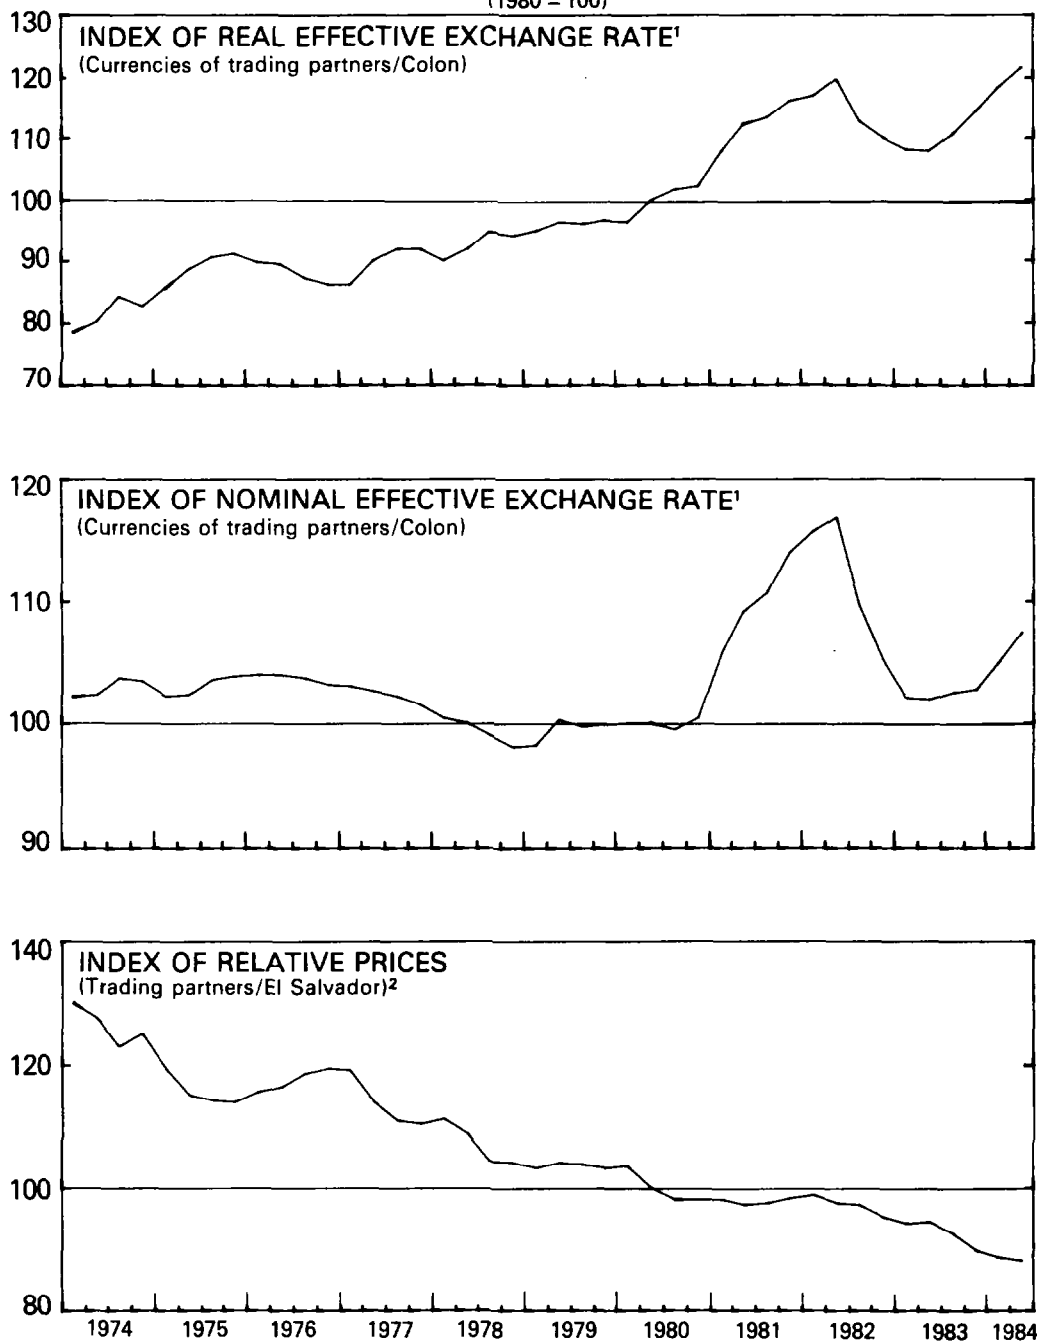 (1980 = 100)
130
INDEX OF REAL EFFECTIVE EXCHANGE RATE¹
(Currencies of trading partners/Colon)
120
110
100
90
80
70
120
INDEX OF NOMINAL EFFECTIVE EXCHANGE RATE¹
(Currencies of trading partners/Colon)
110
100
90
140
INDEX OF RELATIVE PRICES
(Trading partners/El Salvador)²
120
100
80
1974 1975 1976 1977 1978 1979 1980 1981 1982 1983 1984